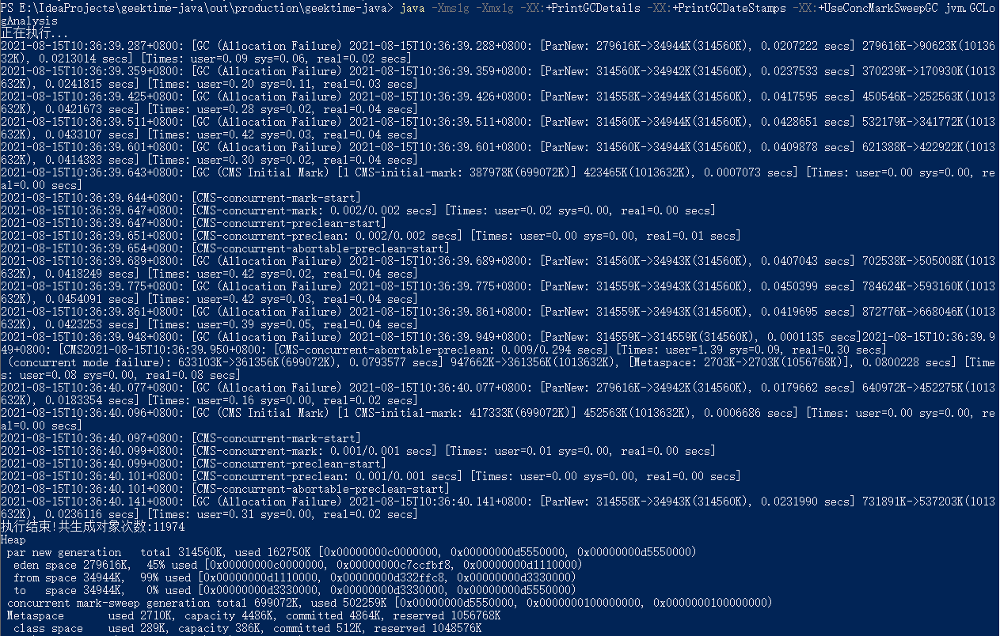 PS E:\IdeaProjects\geektime-java\out\production\geektime-java> java -Xms1g -Xmx1g -XX:+PrintGCDetails -XX:+PrintGCDateStamps -XX:+UseConcMarkSweepGC jvm.GCLo
gAnalysis
正在执行...
2021-08-15T10:36:39.287+0800: [GC (Allocation Failure) 2021-08-15T10:36:39.288+0800: [ParNew: 279616K->34944K(314560K), 0.0207222 secs] 279616K->90623K(10136
32K), 0.0213014 secs] [Times: user=0.09 sys=0.06, real=0.02 secs]
2021-08-15T10:36:39.359+0800: [GC (Allocation Failure) 2021-08-15T10:36:39.359+0800: [ParNew: 314560K->34942K(314560K), 0.0237533 secs] 370239K->170930K(1013
632K), 0.0241815 secs] [Times: user=0.20 sys=0.11, real=0.03 secs]
2021-08-15T10:36:39.425+0800: [GC (Allocation Failure) 2021-08-15T10:36:39.426+0800: [ParNew: 314558K->34944K(314560K), 0.0417595 secs] 450546K->252563K(1013
632K), 0.0421673 secs] [Times: user=0.28 sys=0.02, real=0.04 secs]
2021-08-15T10:36:39.511+0800: [GC (Allocation Failure) 2021-08-15T10:36:39.511+0800: [ParNew: 314560K->34944K(314560K), 0.0428651 secs] 532179K->341772K(1013
632K), 0.0433107 secs] [Times: user=0.42 sys=0.03, real=0.04 secs]
2021-08-15T10:36:39.601+0800: [GC (Allocation Failure) 2021-08-15T10:36:39.601+0800: [ParNew: 314560K->34944K(314560K), 0.0409878 secs] 621388K->422922K(1013
632K), 0.0414383 secs] [Times: user=0.30 sys=0.02, real=0.04 secs]
2021-08-15T10:36:39.643+0800: [GC (CMS Initial Mark) [1 CMS-initial-mark: 387978K(699072K)] 423465K(1013632K), 0.0007073 secs] [Times: user=0.00 sys=0.00, re
al=0.00 secs]
2021-08-15T10:36:39.644+0800: [CMS-concurrent-mark-start]
2021-08-15T10:36:39.647+0800: [CMS-concurrent-mark: 0.002/0.002 secs] [Times: user=0.02 sys=0.00, real=0.00 secs]
2021-08-15T10:36:39.647+0800: [CMS-concurrent-preclean-start]
2021-08-15T10:36:39.651+0800: [CMS-concurrent-preclean: 0.002/0.002 secs] [Times: user=0.00 sys=0.00, real=0.01 secs]
2021-08-15T10:36:39.654+0800: [CMS-concurrent-abortable-preclean-start]
2021-08-15T10:36:39.689+0800: [GC (Allocation Failure) 2021-08-15T10:36:39.689+0800: [ParNew: 314560K->34943K(314560K), 0.0407043 secs] 702538K->505008K(1013
632K), 0.0418249 secs] [Times: user=0.42 sys=0.02, real=0.04 secs]
2021-08-15T10:36:39.775+0800: [GC (Allocation Failure) 2021-08-15T10:36:39.775+0800: [ParNew: 314559K->34943K(314560K), 0.0450399 secs] 784624K->593160K(1013
632K), 0.0454091 secs] [Times: user=0.42 sys=0.03, real=0.04 secs]
2021-08-15T10:36:39.861+0800: [GC (Allocation Failure) 2021-08-15T10:36:39.861+0800: [ParNew: 314559K->34943K(314560K), 0.0419695 secs] 872776K->668046K(1013
632K), 0.0423253 secs] [Times: user=0.39 sys=0.05, real=0.04 secs]
2021-08-15T10:36:39.948+0800: [GC (Allocation Failure) 2021-08-15T10:36:39.949+0800: [ParNew: 314559K->314559K(314560K), 0.0001135 secs]2021-08-15T10:36:39.9
49+0800: [CMS2021-08-15T10:36:39.950+0800: [CMS-concurrent-abortable-preclean: 0.009/0.294 secs] [Times: user=1.39 sys=0.09, real=0.30 secs]
(concurrent mode failure): 633103K->361356K(699072K), 0.0793577 secs] 947662K->361356K(1013632K), [Metaspace: 2703K->2703K(1056768K)], 0.0800228 secs] [Time
s: user=0.08 sys=0.00, real=0.08 secs]
2021-08-15T10:36:40.077+0800: [GC (Allocation Failure) 2021-08-15T10:36:40.077+0800: [ParNew: 279616K->34942K(314560K), 0.0179662 secs] 640972K->452275K(1013
632K), 0.0183354 secs] [Times: user=0.16 sys=0.00, real=0.02 secs]
2021-08-15T10:36:40.096+0800: [GC (CMS Initial Mark) [1 CMS-initial-mark: 417333K(699072K)] 452563K(1013632K), 0.0006686 secs] [Times: user=0.00 sys=0.00, re
al=0.00 secs]
2021-08-15T10:36:40.097+0800: [CMS-concurrent-mark-start]
2021-08-15T10:36:40.099+0800: [CMS-concurrent-mark: 0.001/0.001 secs] [Times: user=0.01 sys=0.00, real=0.00 secs]
2021-08-15T10:36:40.099+0800: [CMS-concurrent-preclean-start]
2021-08-15T10:36:40.101+0800: [CMS-concurrent-preclean: 0.001/0.001 secs] [Times: user=0.00 sys=0.00, real=0.00 secs]
2021-08-15T10:36:40.101+0800: [CMS-concurrent-abortable-preclean-start]
2021-08-15T10:36:40.141+0800: [GC (Allocation Failure) 2021-08-15T10:36:40.141+0800: [ParNew: 314558K->34943K(314560K), 0.0231990 secs] 731891K->537203K(1013
632K), 0.0236116 secs] [Times: user=0.31 sys=0.00, real=0.02 secs]
执行结束!共生成对象次数:11974
Heap
par new generation   total 314560K, used 162750K [0x00000000c0000000, 0x00000000d5550000, 0x00000000d5550000)
eden space 279616K,  45% used [0x00000000c0000000, 0x00000000c7ccfbf8, 0x00000000d1110000)
from space 34944K,  99% used [0x00000000d1110000, 0x00000000d332ffc8, 0x00000000d3330000)
to   space 34944K,   0% used [0x00000000d3330000, 0x00000000d3330000, 0x00000000d5550000)
concurrent mark-sweep generation total 699072K, used 502259K [0x00000000d5550000, 0x0000000100000000, 0x0000000100000000)
Metaspace       used 2710K, capacity 4486K, committed 4864K, reserved 1056768K
class space    used 289K, capacity 386K, committed 512K, reserved 1048576K